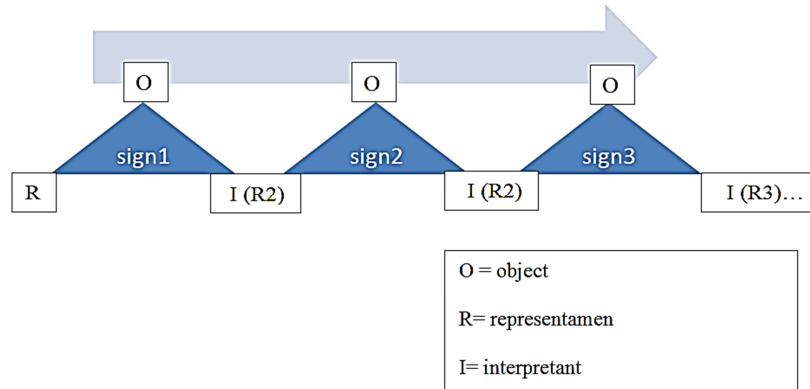 O O O
sign1 sign2 sign3
R I (R2) I (R2) I (R3)...
O = object
R= representamen
I= interpretant